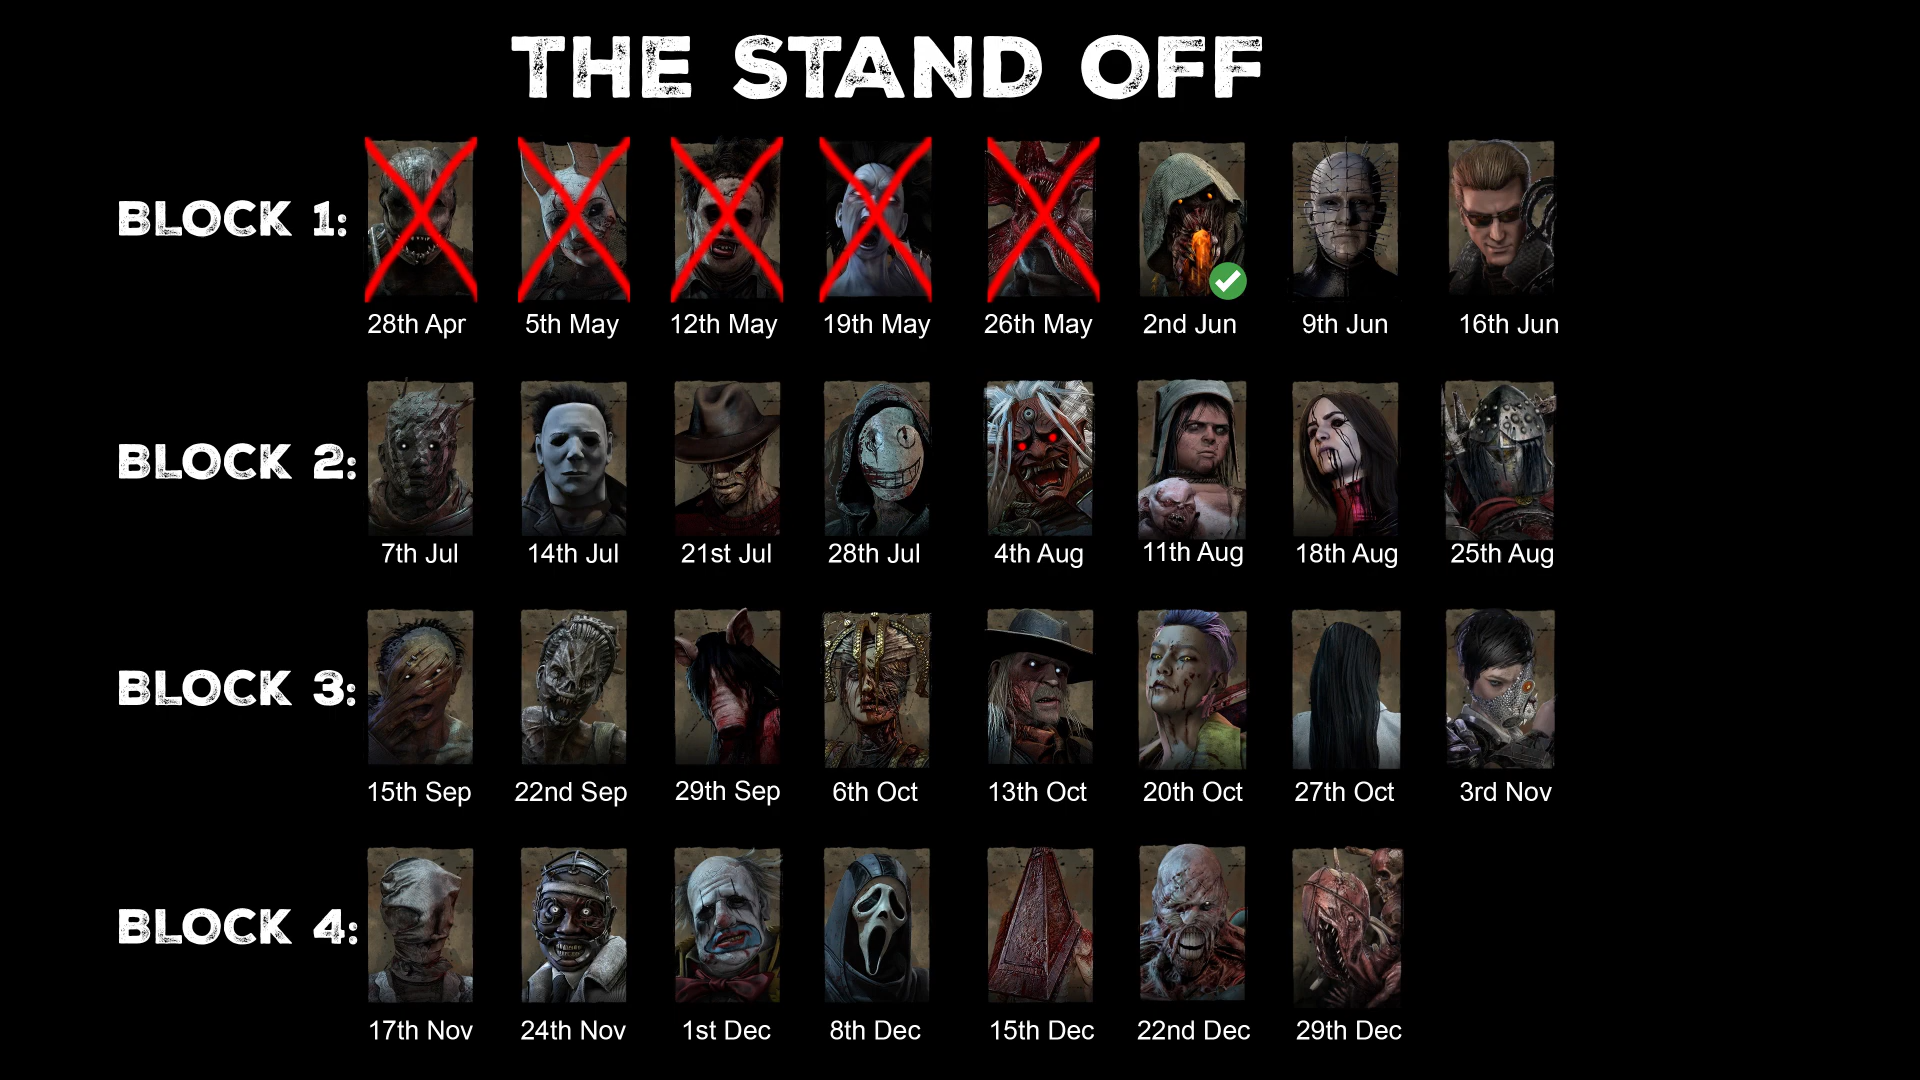 THE STAND OFF
BLOCK 1:
28th Apr 5th May 12th May 19th May 26th May 2nd Jun 9th Jun 16th Jun
BLOCK 2:
7th Jul 14th Jul 21st Jul 28th Jul 4th Aug 11th Aug 18th Aug 25th Aug
BLOCK 3:
15th Sep 22nd Sep 29th Sep 6th Oct 13th Oct 20th Oct 27th Oct 3rd Nov
BLOCK 4:
17th Nov 24th Nov 1st Dec 8th Dec 15th Dec 22nd Dec 29th Dec